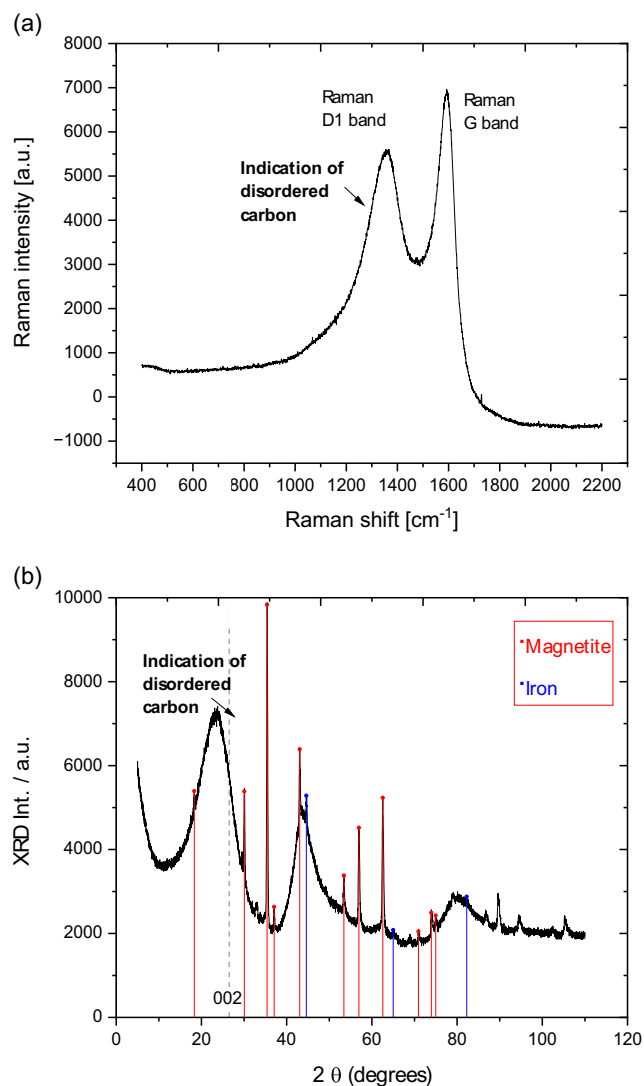 (a)
8000
7000
6000
5000
4000
3000
2000
1000
0
−1000
Raman intensity [a.u.]
Raman
D1 band
Raman
G band
Indication of
disordered
carbon
400 600 800 1000 1200 1400 1600 1800 2000 2200
Raman shift [cm⁻¹]
(b)
10000
8000
6000
4000
2000
0
XRD Int. / a.u.
Indication of
disordered
carbon
Magnetite
Iron
002
0 20 40 60 80 100 120
2 θ (degrees)